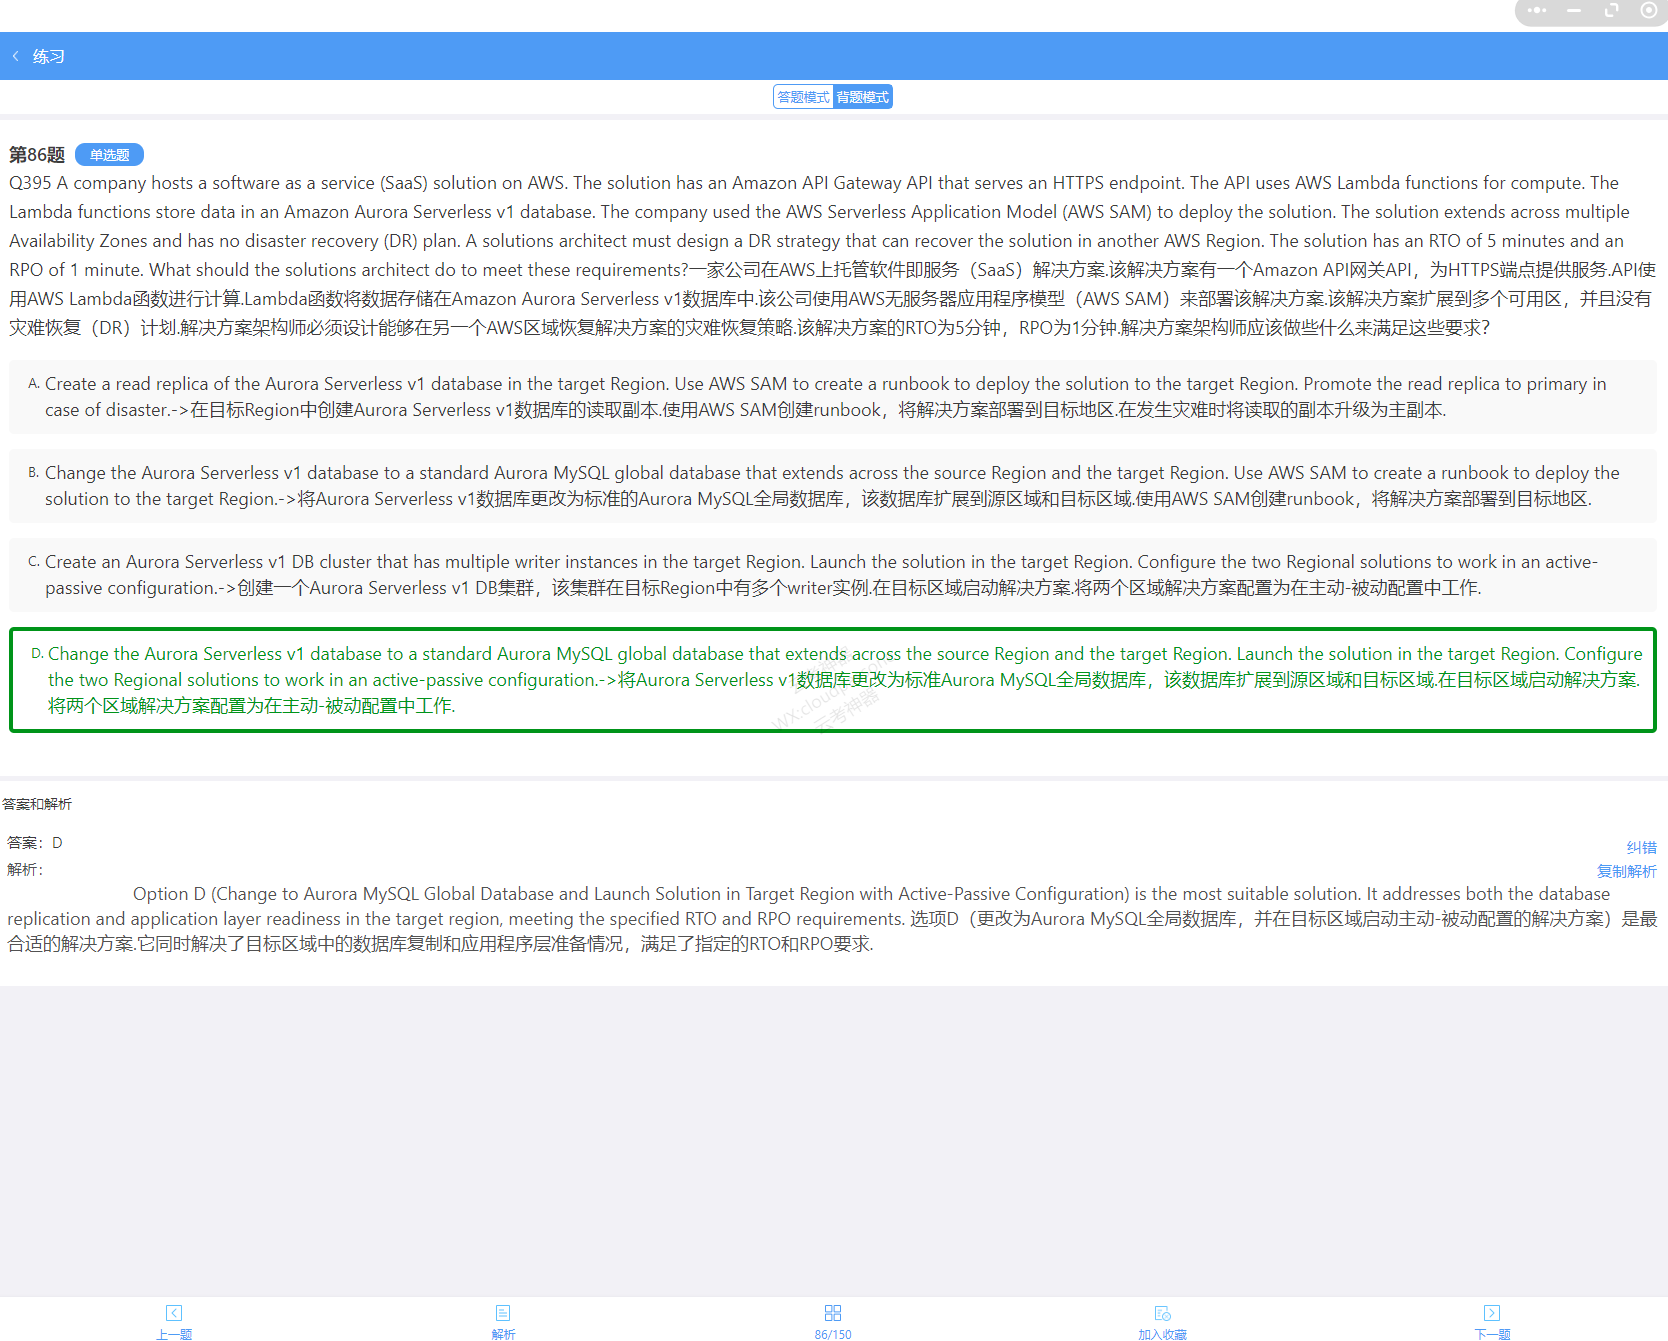 练习
答题模式 背题模式
第86题 单选题
Q395 A company hosts a software as a service (SaaS) solution on AWS. The solution has an Amazon API Gateway API that serves an HTTPS endpoint. The API uses AWS Lambda functions for compute. The
Lambda functions store data in an Amazon Aurora Serverless v1 database. The company used the AWS Serverless Application Model (AWS SAM) to deploy the solution. The solution extends across multiple
Availability Zones and has no disaster recovery (DR) plan. A solutions architect must design a DR strategy that can recover the solution in another AWS Region. The solution has an RTO of 5 minutes and an
RPO of 1 minute. What should the solutions architect do to meet these requirements?一家公司在AWS上托管软件即服务（SaaS）解决方案.该解决方案有一个Amazon API网关API，为HTTPS端点提供服务.API使
用AWS Lambda函数进行计算.Lambda函数将数据存储在Amazon Aurora Serverless v1数据库中.该公司使用AWS无服务器应用程序模型（AWS SAM）来部署该解决方案.该解决方案扩展到多个可用区，并且没有
灾难恢复（DR）计划.解决方案架构师必须设计能够在另一个AWS区域恢复解决方案的灾难恢复策略.该解决方案的RTO为5分钟，RPO为1分钟.解决方案架构师应该做些什么来满足这些要求?
A. Create a read replica of the Aurora Serverless v1 database in the target Region. Use AWS SAM to create a runbook to deploy the solution to the target Region. Promote the read replica to primary in
case of disaster.->在目标Region中创建Aurora Serverless v1数据库的读取副本.使用AWS SAM创建runbook，将解决方案部署到目标地区.在发生灾难时将读取的副本升级为主副本.
B. Change the Aurora Serverless v1 database to a standard Aurora MySQL global database that extends across the source Region and the target Region. Use AWS SAM to create a runbook to deploy the
solution to the target Region.->将Aurora Serverless v1数据库更改为标准的Aurora MySQL全局数据库，该数据库扩展到源区域和目标区域.使用AWS SAM创建runbook，将解决方案部署到目标地区.
C. Create an Aurora Serverless v1 DB cluster that has multiple writer instances in the target Region. Launch the solution in the target Region. Configure the two Regional solutions to work in an active-
passive configuration.->创建一个Aurora Serverless v1 DB集群，该集群在目标Region中有多个writer实例.在目标区域启动解决方案.将两个区域解决方案配置为在主动-被动配置中工作.
D. Change the Aurora Serverless v1 database to a standard Aurora MySQL global database that extends across the source Region and the target Region. Launch the solution in the target Region. Configure
the two Regional solutions to work in an active-passive configuration.->将Aurora Serverless v1数据库更改为标准Aurora MySQL全局数据库，该数据库扩展到源区域和目标区域.在目标区域启动解决方案.
将两个区域解决方案配置为在主动-被动配置中工作.
云考神器
答案和解析
答案：D
纠错
解析：
复制解析
Option D (Change to Aurora MySQL Global Database and Launch Solution in Target Region with Active-Passive Configuration) is the most suitable solution. It addresses both the database
replication and application layer readiness in the target region, meeting the specified RTO and RPO requirements. 选项D（更改为Aurora MySQL全局数据库，并在目标区域启动主动-被动配置的解决方案）是最
合适的解决方案.它同时解决了目标区域中的数据库复制和应用程序层准备情况，满足了指定的RTO和RPO要求.
上一题 解析 86/150 加入收藏 下一题